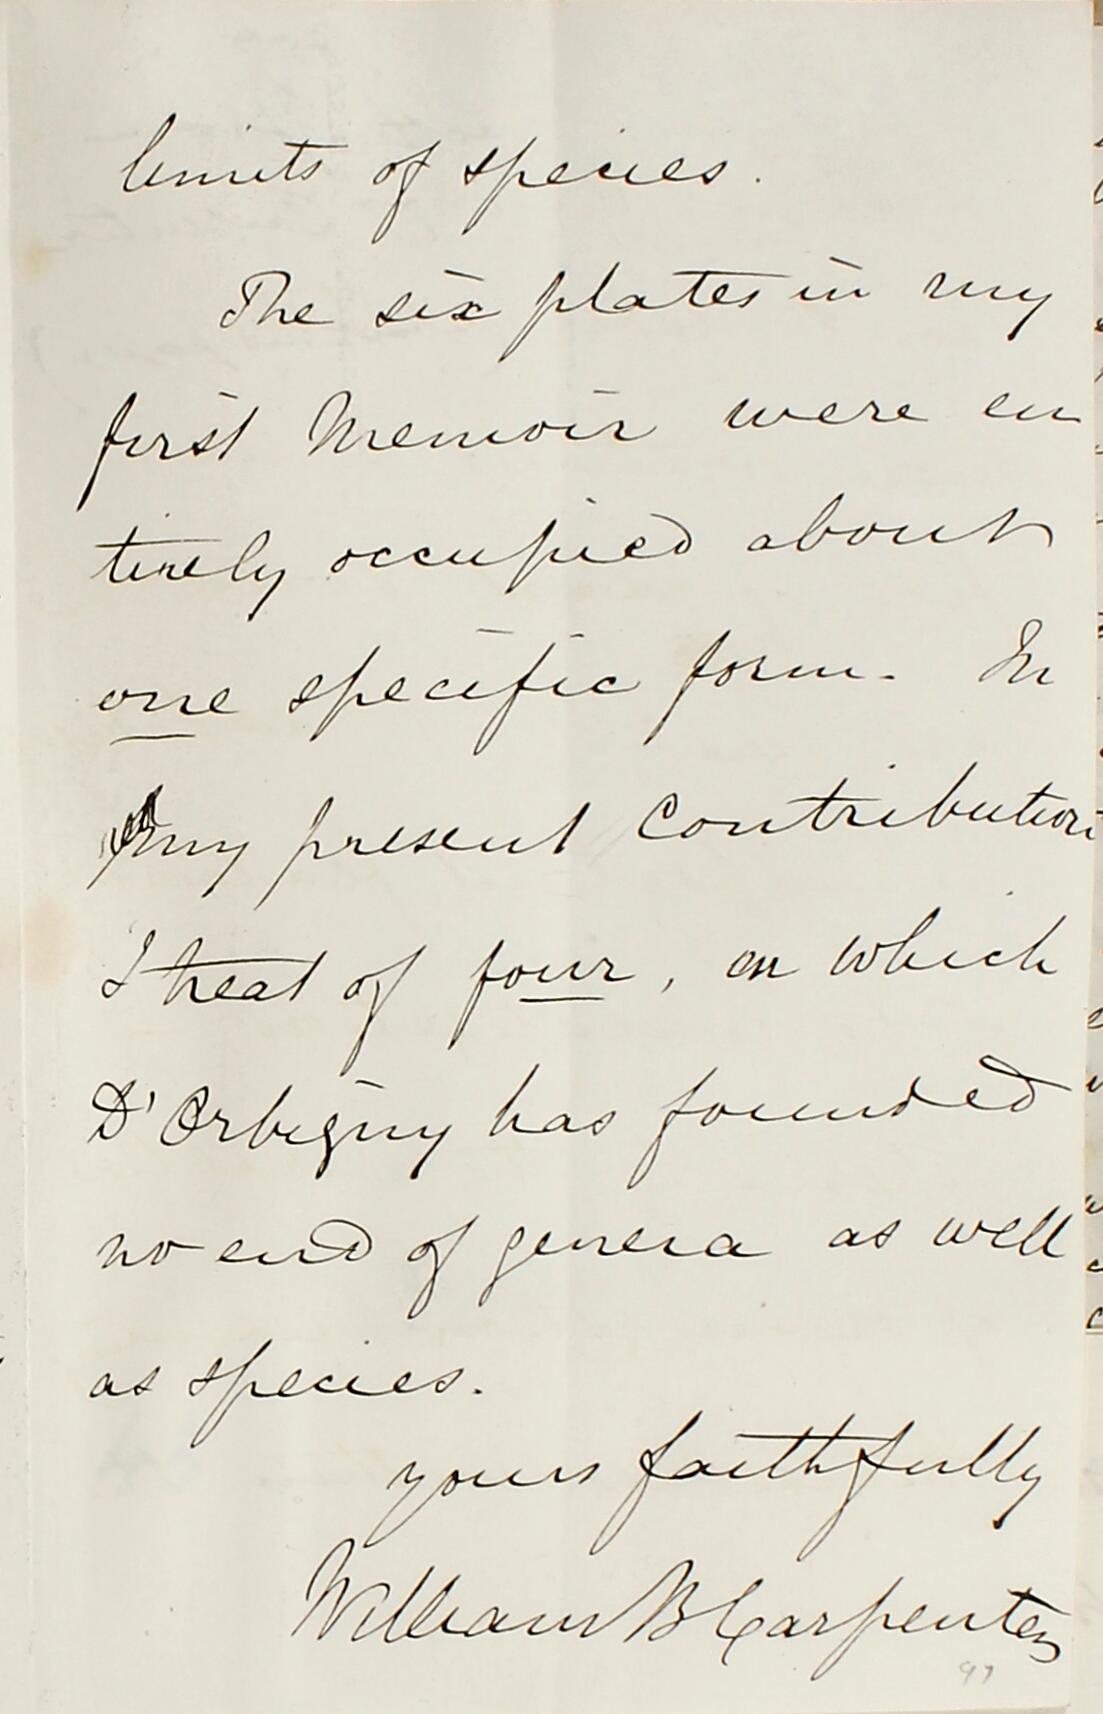 limits of species.
The six plates in my
first Memoir were en
tirely occupied about
one specific form. In
my present Contribution
I treat of four, on which
D'Orbigny has founded
no end of genera as well
as species.
yours faithfully
William B Carpenter
97